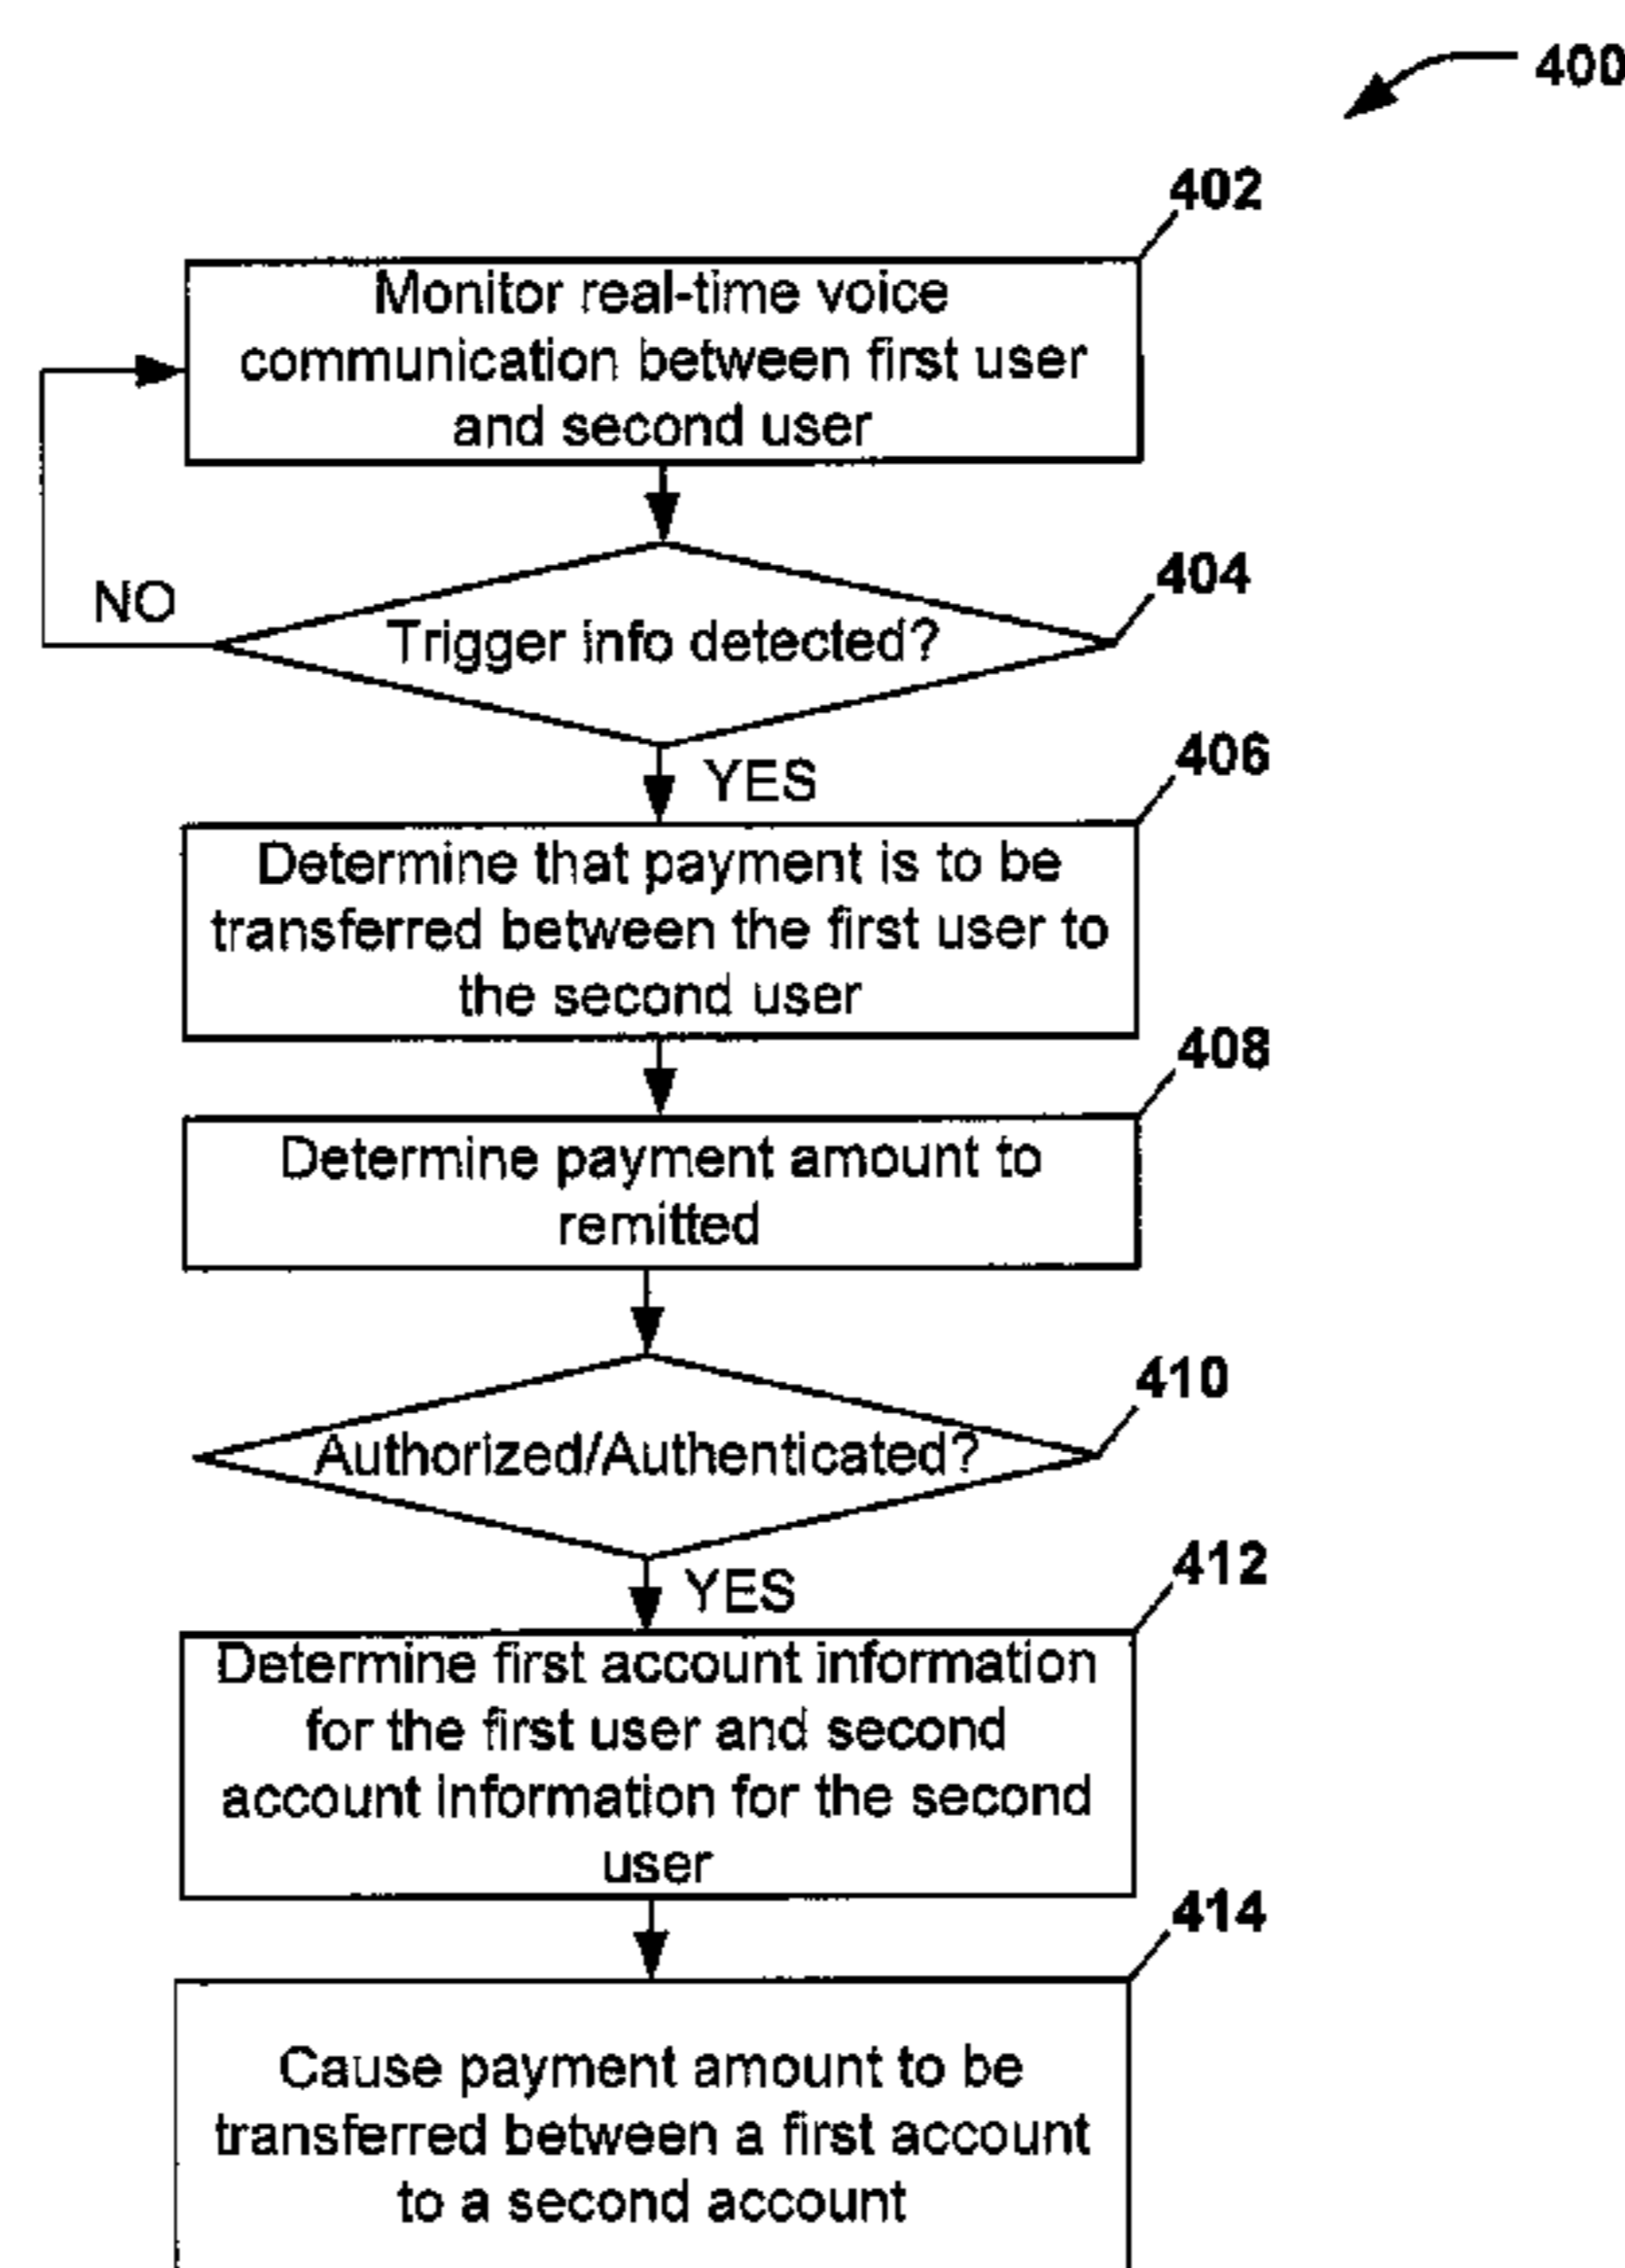 400
402
Monitor real-time voice
communication between first user
and second user
404
NO
Trigger info detected?
YES
406
Determine that payment is to be
transferred between the first user to
the second user
408
Determine payment amount to
remitted
410
Authorized/Authenticated?
YES
412
Determine first account information
for the first user and second
account information for the second
user
414
Cause payment amount to be
transferred between a first account
to a second account